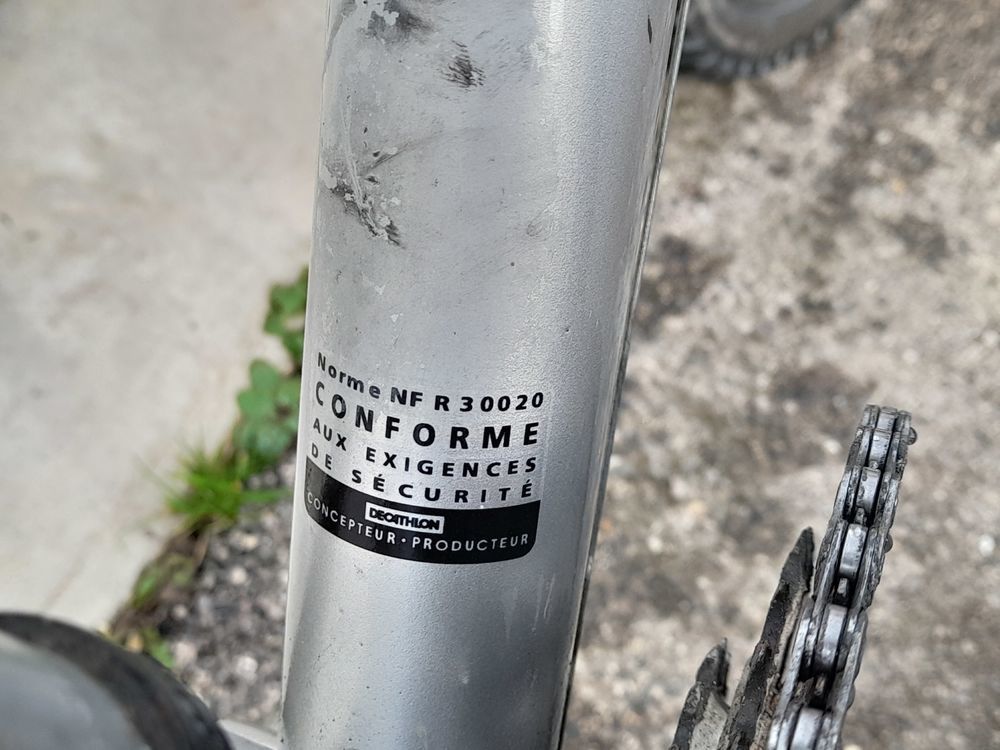 Norme NF R 30020
CONFORME
AUX EXIGENCES
DE SÉCURITÉ
DECATHLON
CONCEPTEUR • PRODUCTEUR